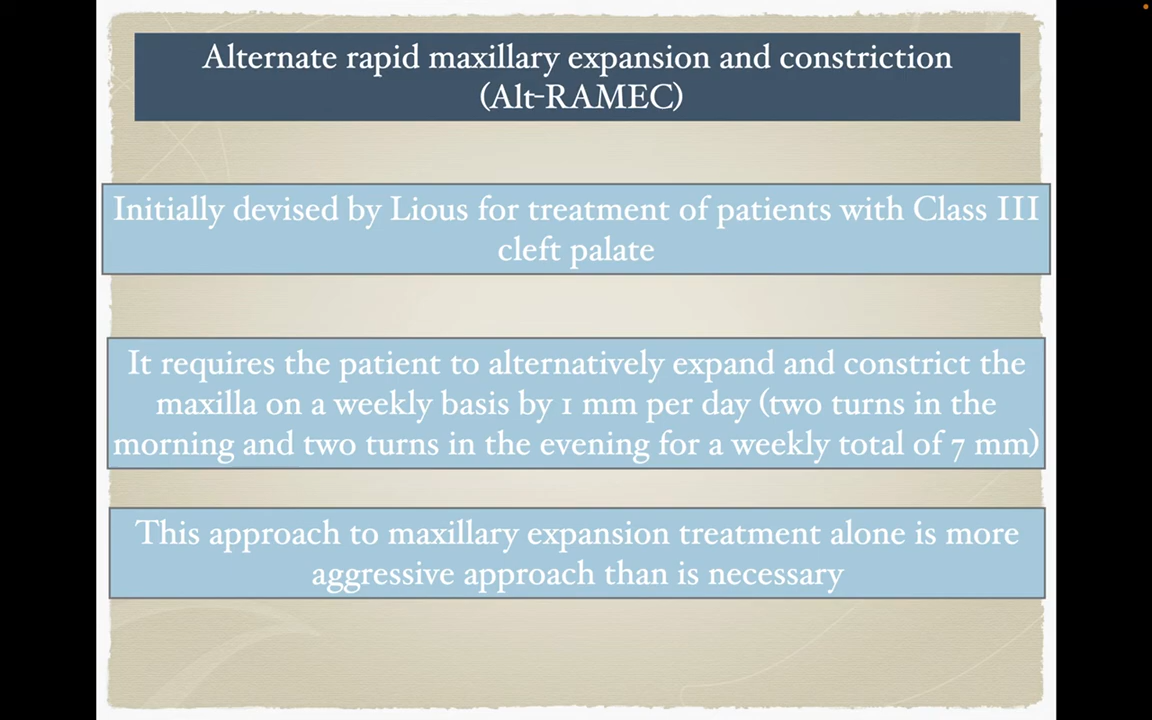 Alternate rapid maxillary expansion and constriction
(Alt-RAMEC)
Initially devised by Lious for treatment of patients with Class III
cleft palate
It requires the patient to alternatively expand and constrict the
maxilla on a weekly basis by 1 mm per day (two turns in the
morning and two turns in the evening for a weekly total of 7 mm)
This approach to maxillary expansion treatment alone is more
aggressive approach than is necessary